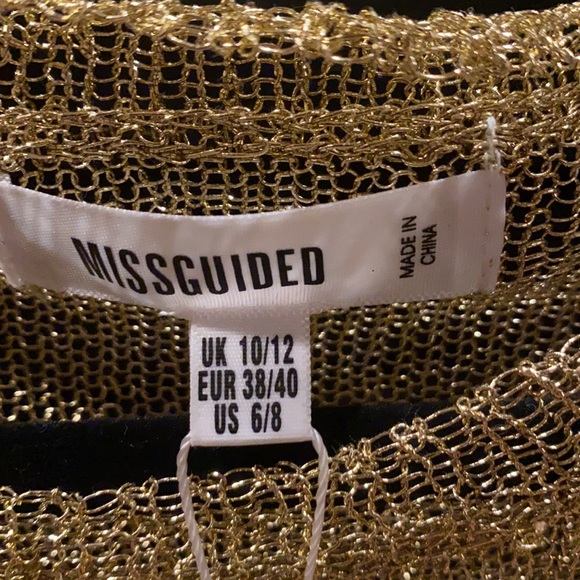 MISSGUIDED
MADE IN
CHINA
UK 10/12
EUR 38/40
US 6/8